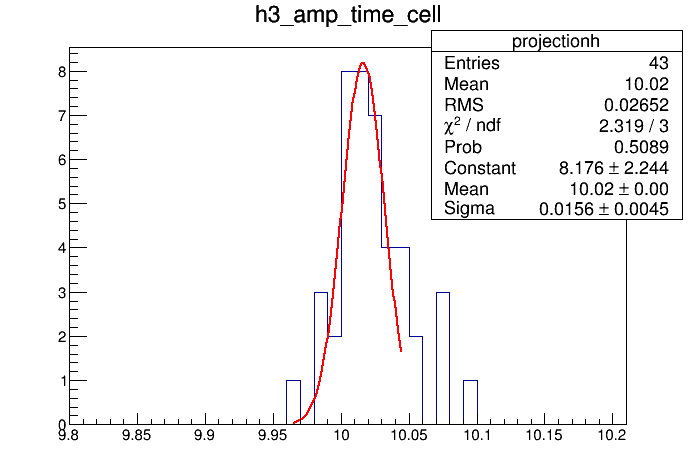 h3_amp_time_cell
projectionh
Entries 43
Mean 10.02
RMS 0.02652
χ² / ndf 2.319 / 3
Prob 0.5089
Constant 8.176 ± 2.244
Mean 10.02 ± 0.00
Sigma 0.0156 ± 0.0045
8
7
6
5
4
3
2
1
0
9.8 9.85 9.9 9.95 10 10.05 10.1 10.15 10.2